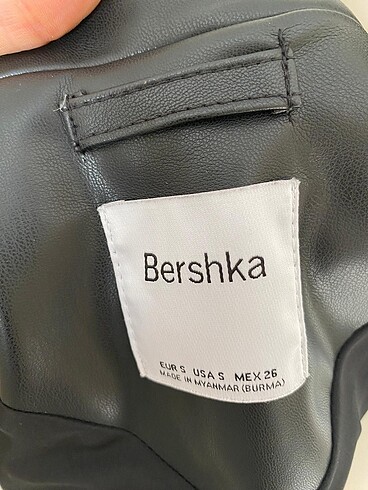 Bershka
EUR S USA S MEX 26
MADE IN MYANMAR (BURMA)